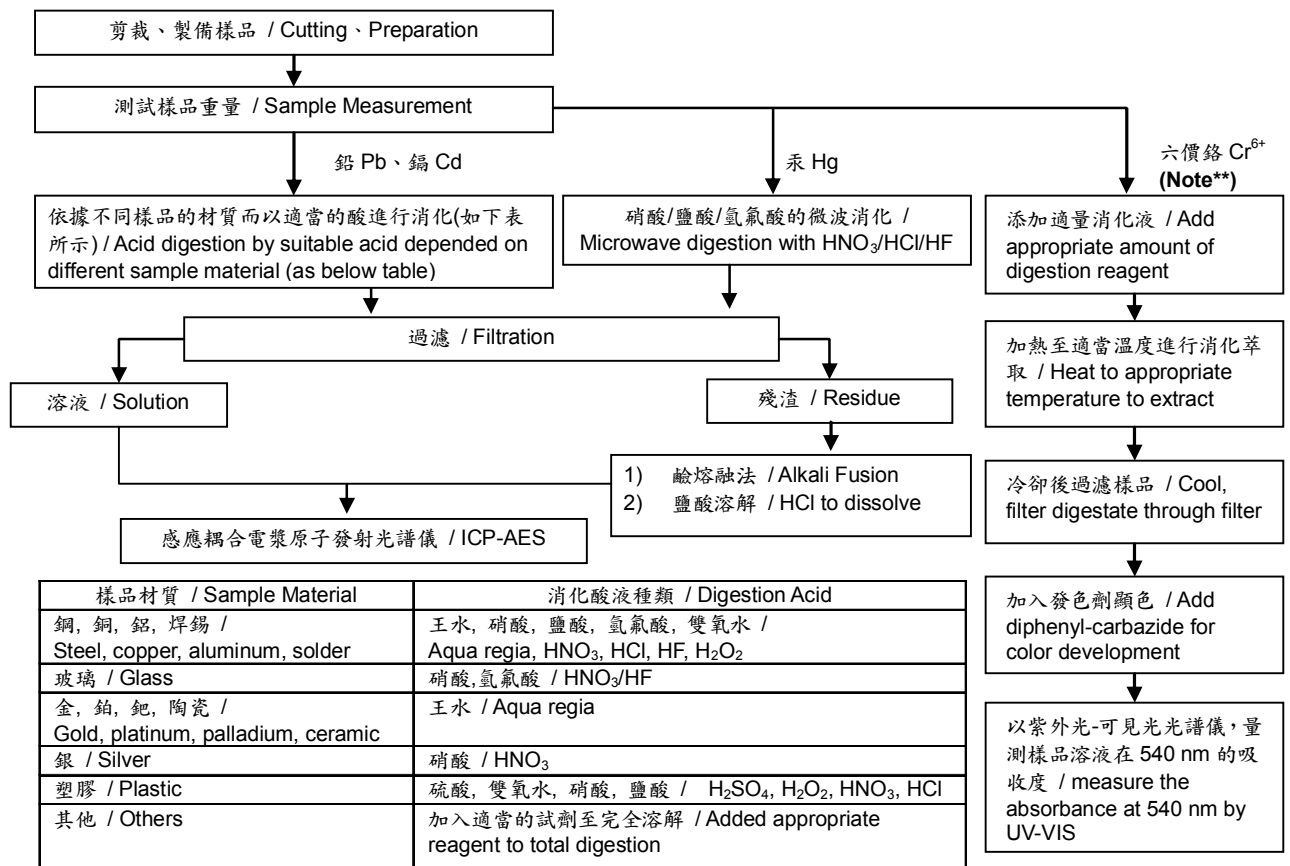 剪裁、製備樣品 / Cutting、Preparation
測試樣品重量 / Sample Measurement
鉛 Pb、鎘 Cd
汞 Hg
六價鉻 Cr⁶⁺
(Note**)
依據不同樣品的材質而以適當的酸進行消化(如下表
所示) / Acid digestion by suitable acid depended on
different sample material (as below table)
硝酸/鹽酸/氫氟酸的微波消化 /
Microwave digestion with HNO₃/HCl/HF
添加適量消化液 / Add
appropriate amount of
digestion reagent
過濾 / Filtration
加熱至適當溫度進行消化萃
取 / Heat to appropriate
temperature to extract
溶液 / Solution
殘渣 / Residue
1) 鹼熔融法 / Alkali Fusion
2) 鹽酸溶解 / HCl to dissolve
冷卻後過濾樣品 / Cool,
filter digestate through filter
感應耦合電漿原子發射光譜儀 / ICP-AES
加入發色劑顯色 / Add
diphenyl-carbazide for
color development
以紫外光-可見光光譜儀,量
測樣品溶液在 540 nm 的吸
收度 / measure the
absorbance at 540 nm by
UV-VIS
樣品材質 / Sample Material
消化酸液種類 / Digestion Acid
鋼, 銅, 鋁, 焊錫 /
Steel, copper, aluminum, solder
王水, 硝酸, 鹽酸, 氫氟酸, 雙氧水 /
Aqua regia, HNO₃, HCl, HF, H₂O₂
玻璃 / Glass
硝酸,氫氟酸 / HNO₃/HF
金, 鉑, 鈀, 陶瓷 /
Gold, platinum, palladium, ceramic
王水 / Aqua regia
銀 / Silver
硝酸 / HNO₃
塑膠 / Plastic
硫酸, 雙氧水, 硝酸, 鹽酸 / H₂SO₄, H₂O₂, HNO₃, HCl
其他 / Others
加入適當的試劑至完全溶解 / Added appropriate
reagent to total digestion